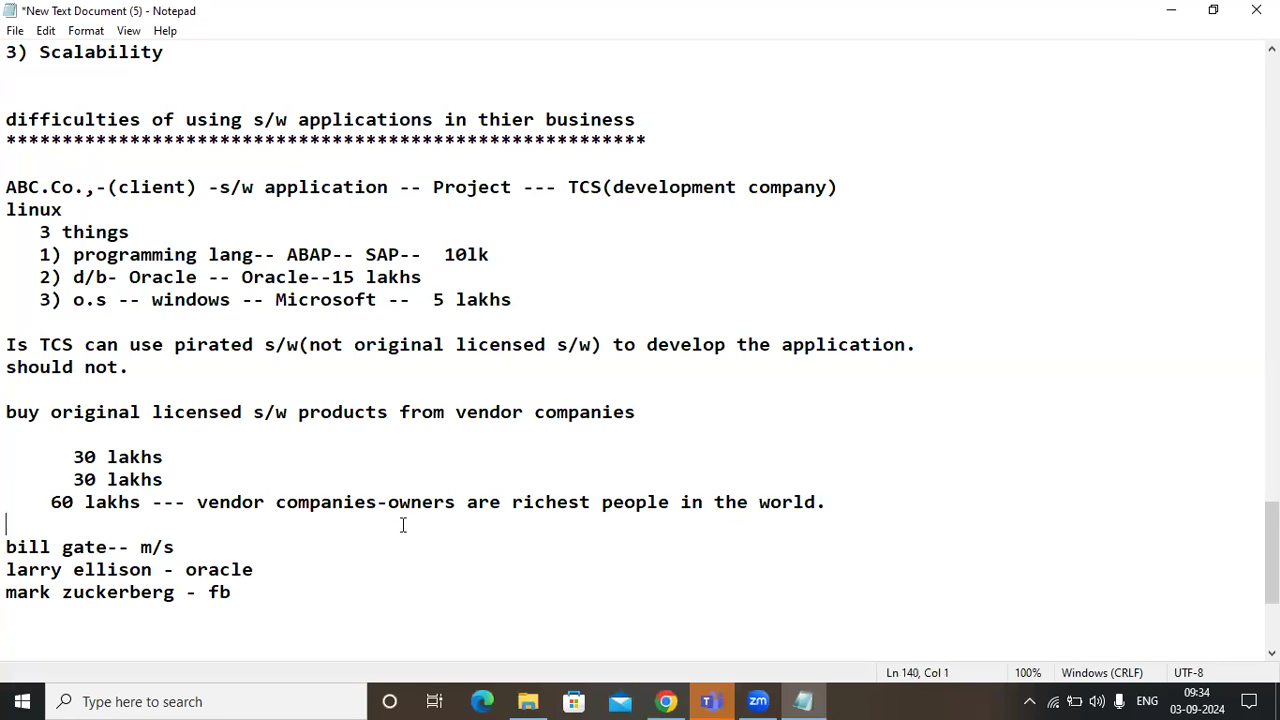 *New Text Document (5) - Notepad
File Edit Format View Help
3) Scalability
difficulties of using s/w applications in thier business
*********************************************************
ABC.Co.,-(client) -s/w application -- Project --- TCS(development company)
linux
3 things
1) programming lang-- ABAP-- SAP-- 10lk
2) d/b- Oracle -- Oracle--15 lakhs
3) o.s -- windows -- Microsoft -- 5 lakhs
Is TCS can use pirated s/w(not original licensed s/w) to develop the application.
should not.
buy original licensed s/w products from vendor companies
30 lakhs
30 lakhs
60 lakhs --- vendor companies-owners are richest people in the world.
bill gate-- m/s
larry ellison - oracle
mark zuckerberg - fb
Ln 140, Col 1 100% Windows (CRLF) UTF-8
Type here to search zm ENG 09:34
03-09-2024